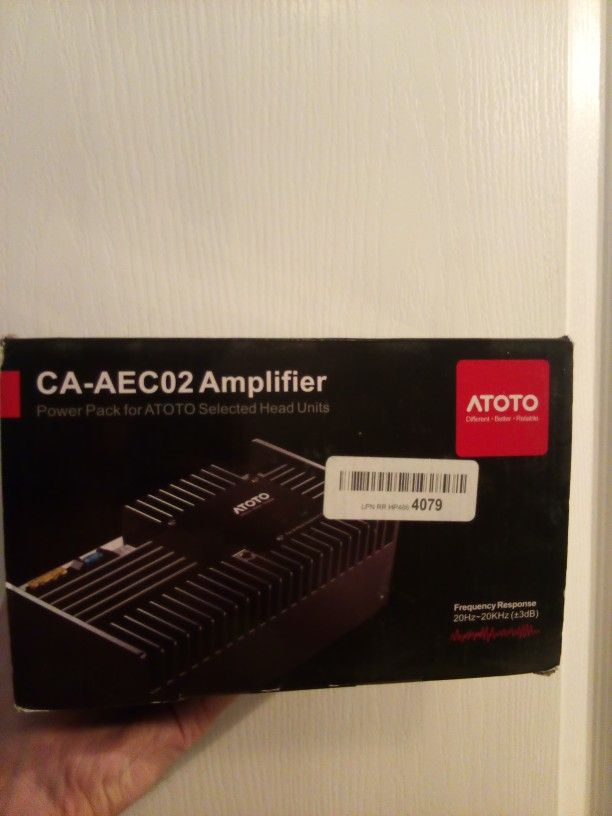 CA-AEC02 Amplifier
Power Pack for ATOTO Selected Head Units
ATOTO
Different · Better · Reliable
ATOTO
4079
Frequency Response
20Hz~20KHz (±3dB)